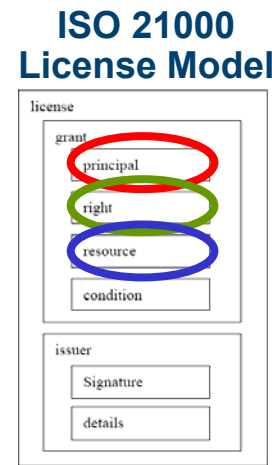 ISO 21000
License Model
license
grant
principal
right
resource
condition
issuer
Signature
details